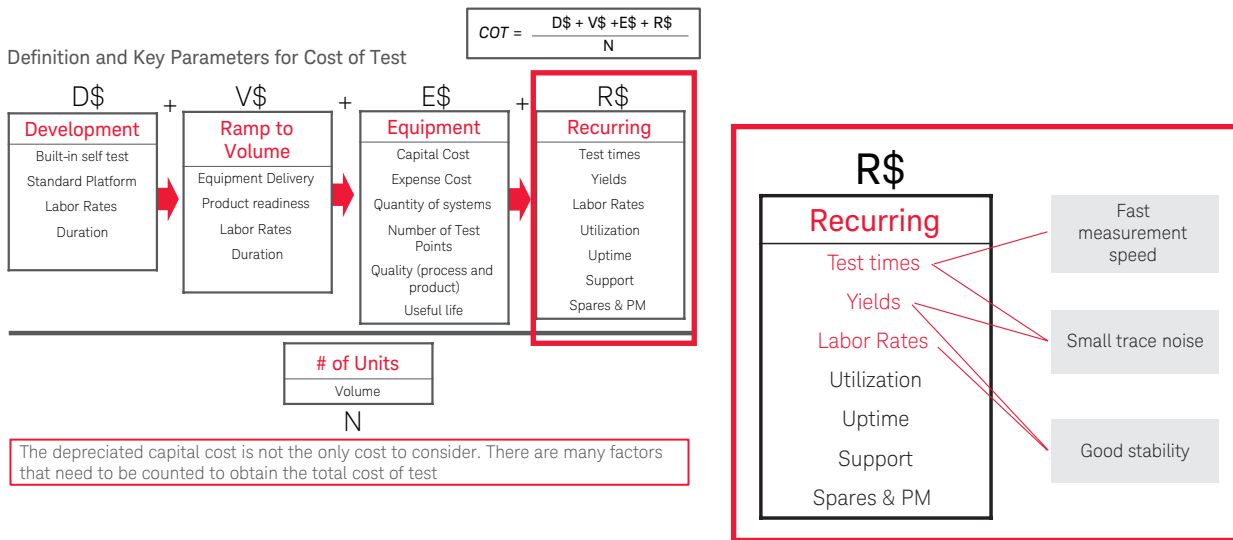 COT = D$ + V$ +E$ + R$
N
Definition and Key Parameters for Cost of Test
D$
+
V$
+
E$
+
R$
Development
Built-in self test
Standard Platform
Labor Rates
Duration
Ramp to
Volume
Equipment Delivery
Product readiness
Labor Rates
Duration
Equipment
Capital Cost
Expense Cost
Quantity of systems
Number of Test
Points
Quality (process and
product)
Useful life
Recurring
Test times
Yields
Labor Rates
Utilization
Uptime
Support
Spares & PM
# of Units
Volume
N
The depreciated capital cost is not the only cost to consider. There are many factors
that need to be counted to obtain the total cost of test
R$
Recurring
Test times
Yields
Labor Rates
Utilization
Uptime
Support
Spares & PM
Fast
measurement
speed
Small trace noise
Good stability